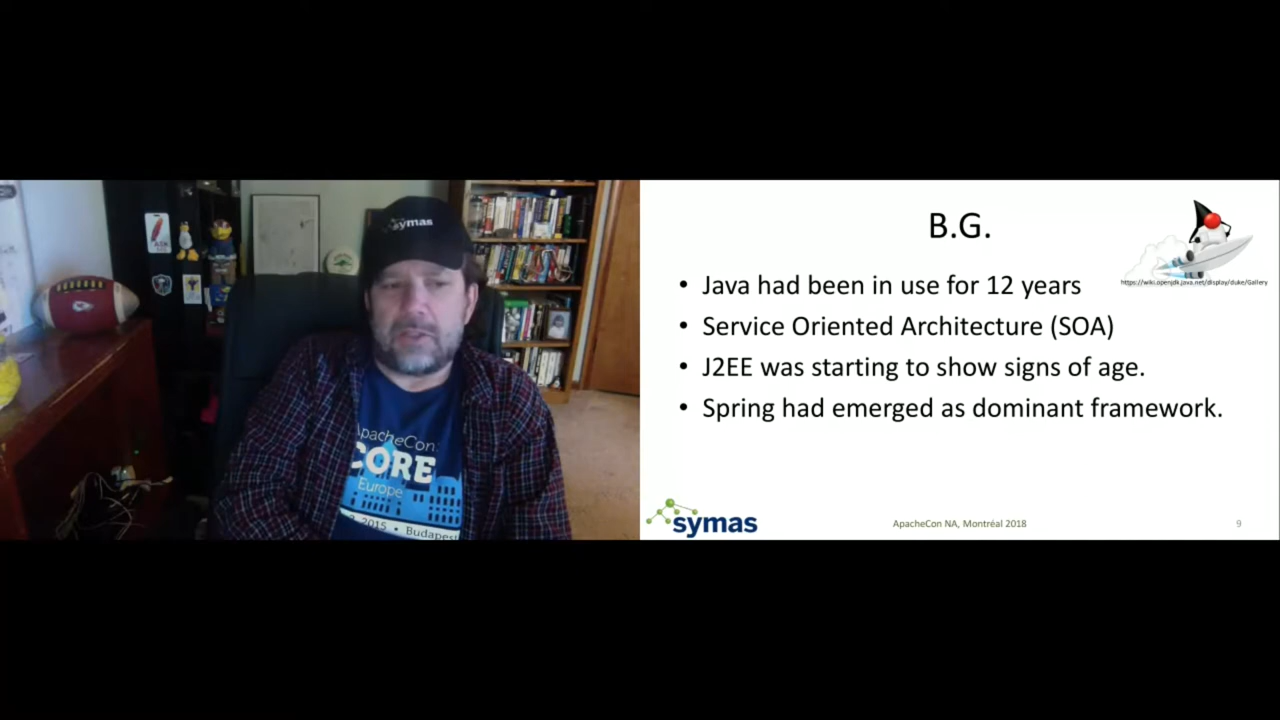 symas
ApacheCon:
CORE
Europe
2015 • Budapest
B.G.
https://wiki.openjdk.java.net/display/duke/Gallery
• Java had been in use for 12 years
• Service Oriented Architecture (SOA)
• J2EE was starting to show signs of age.
• Spring had emerged as dominant framework.
symas
ApacheCon NA, Montréal 2018
9